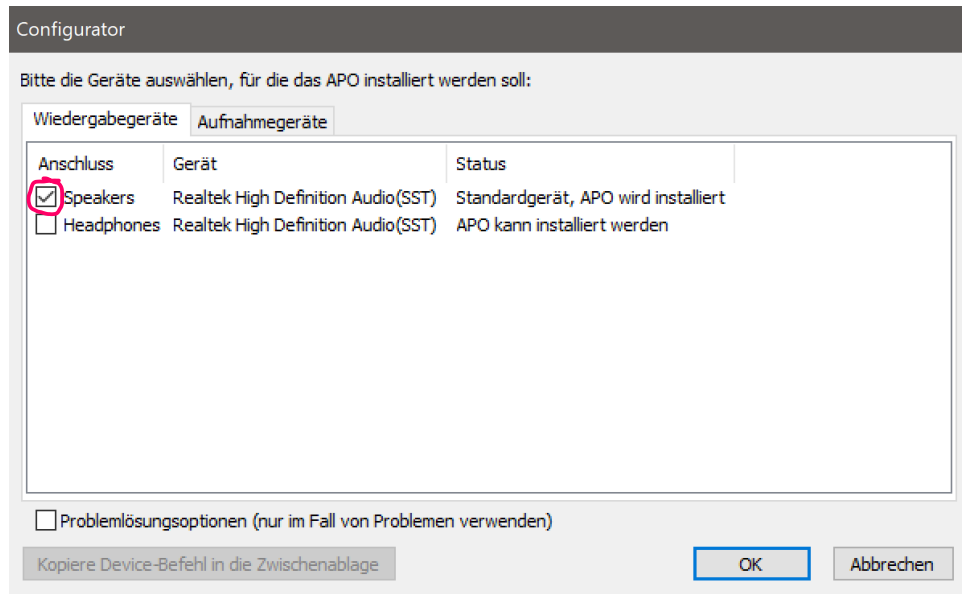 Configurator
Bitte die Geräte auswählen, für die das APO installiert werden soll:
Wiedergabegeräte Aufnahmegeräte
Anschluss Gerät Status
Speakers Realtek High Definition Audio(SST) Standardgerät, APO wird installiert
Headphones Realtek High Definition Audio(SST) APO kann installiert werden
Problemlösungsoptionen (nur im Fall von Problemen verwenden)
Kopiere Device-Befehl in die Zwischenablage OK Abbrechen